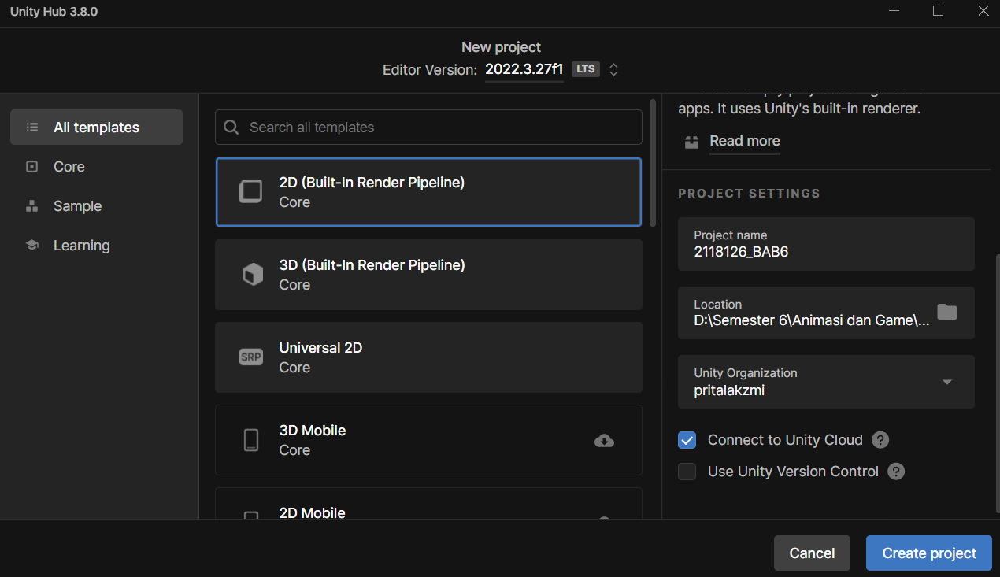 Unity Hub 3.8.0
New project
Editor Version: 2022.3.27f1 LTS
All templates
Core
Sample
Learning
Search all templates
2D (Built-In Render Pipeline)
Core
3D (Built-In Render Pipeline)
Core
SRP
Universal 2D
Core
3D Mobile
Core
2D Mobile
apps. It uses Unity's built-in renderer.
Read more
PROJECT SETTINGS
Project name
2118126_BAB6
Location
D:\Semester 6\Animasi dan Game\...
Unity Organization
pritalakzmi
Connect to Unity Cloud ?
Use Unity Version Control ?
Cancel
Create project